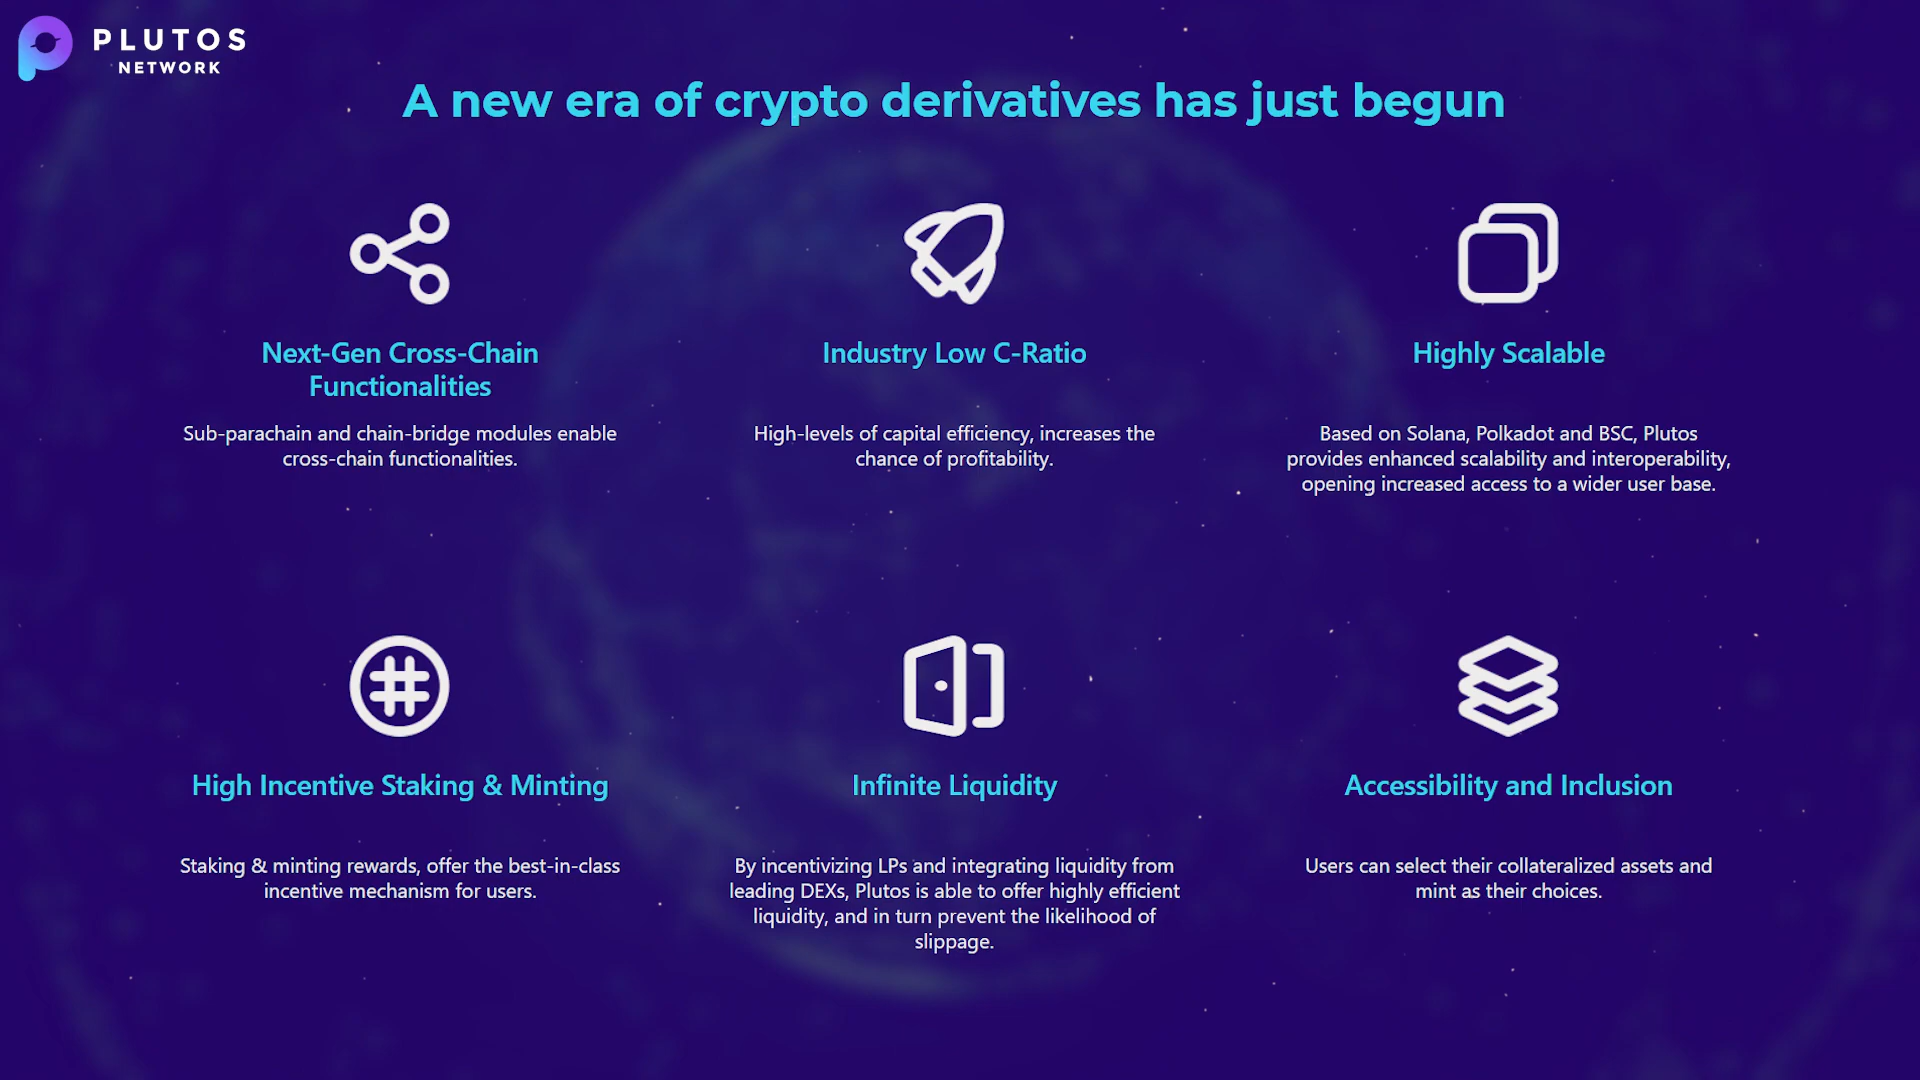 PLUTOS
NETWORK
A new era of crypto derivatives has just begun
Next-Gen Cross-Chain
Functionalities
Sub-parachain and chain-bridge modules enable
cross-chain functionalities.
Industry Low C-Ratio
High-levels of capital efficiency, increases the
chance of profitability.
Highly Scalable
Based on Solana, Polkadot and BSC, Plutos
provides enhanced scalability and interoperability,
opening increased access to a wider user base.
High Incentive Staking & Minting
Staking & minting rewards, offer the best-in-class
incentive mechanism for users.
Infinite Liquidity
By incentivizing LPs and integrating liquidity from
leading DEXs, Plutos is able to offer highly efficient
liquidity, and in turn prevent the likelihood of
slippage.
Accessibility and Inclusion
Users can select their collateralized assets and
mint as their choices.